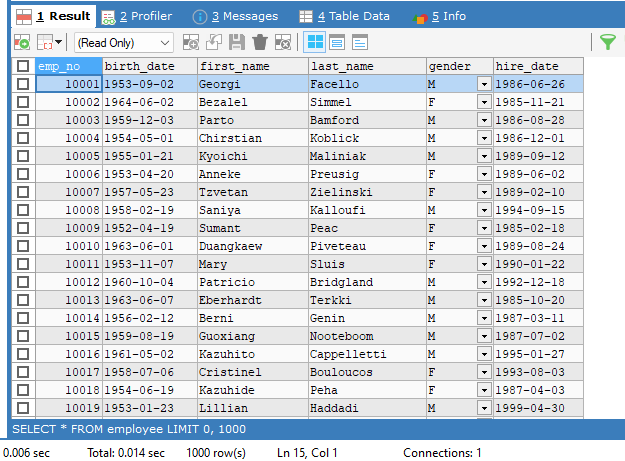 1 Result 2 Profiler 3 Messages 4 Table Data 5 Info
(Read Only)
emp_no birth_date first_name last_name gender hire_date
10001 1953-09-02 Georgi Facello M 1986-06-26
10002 1964-06-02 Bezalel Simmel F 1985-11-21
10003 1959-12-03 Parto Bamford M 1986-08-28
10004 1954-05-01 Chirstian Koblick M 1986-12-01
10005 1955-01-21 Kyoichi Maliniak M 1989-09-12
10006 1953-04-20 Anneke Preusig F 1989-06-02
10007 1957-05-23 Tzvetan Zielinski F 1989-02-10
10008 1958-02-19 Saniya Kalloufi M 1994-09-15
10009 1952-04-19 Sumant Peac F 1985-02-18
10010 1963-06-01 Duangkaew Piveteau F 1989-08-24
10011 1953-11-07 Mary Sluis F 1990-01-22
10012 1960-10-04 Patricio Bridgland M 1992-12-18
10013 1963-06-07 Eberhardt Terkki M 1985-10-20
10014 1956-02-12 Berni Genin M 1987-03-11
10015 1959-08-19 Guoxiang Nooteboom M 1987-07-02
10016 1961-05-02 Kazuhito Cappelletti M 1995-01-27
10017 1958-07-06 Cristinel Bouloucos F 1993-08-03
10018 1954-06-19 Kazuhide Peha F 1987-04-03
10019 1953-01-23 Lillian Haddadi M 1999-04-30
SELECT * FROM employee LIMIT 0, 1000
0.006 sec Total: 0.014 sec 1000 row(s) Ln 15, Col 1 Connections: 1